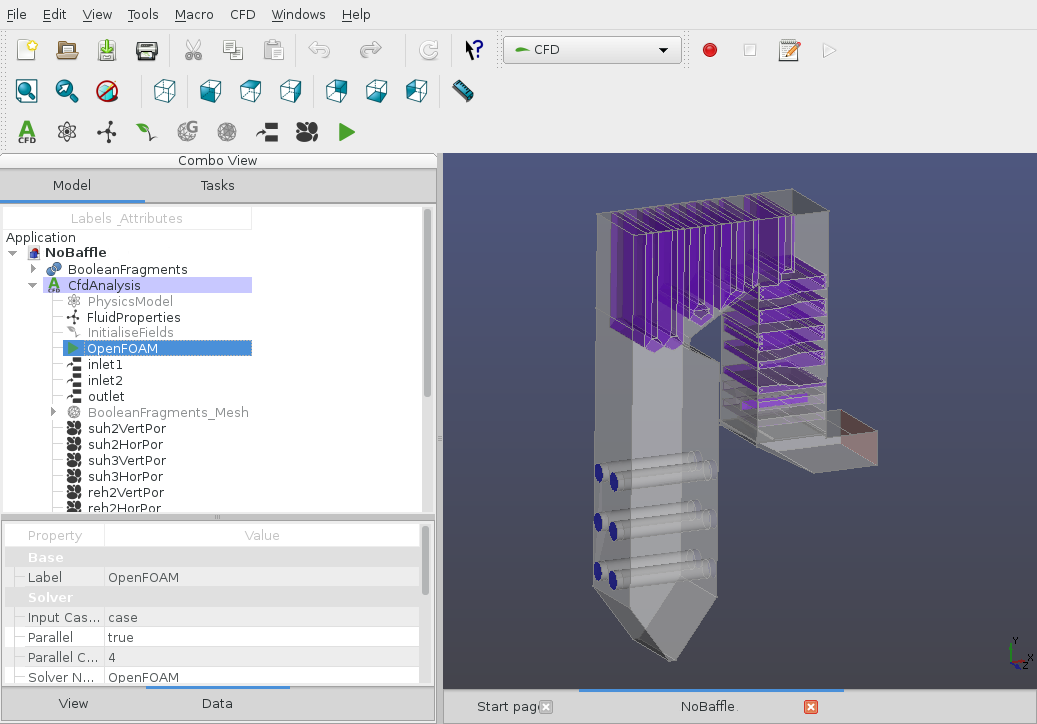 File Edit View Tools Macro CFD Windows Help
CFD
A CFD G
Combo View
Model Tasks
Labels_Attributes
Application
NoBaffle
BooleanFragments
A CFD CfdAnalysis
PhysicsModel
FluidProperties
InitialiseFields
OpenFOAM
inlet1
inlet2
outlet
BooleanFragments_Mesh
suh2VertPor
suh2HorPor
suh3VertPor
suh3HorPor
reh2VertPor
reh2HorPor
Property Value
Base
Label OpenFOAM
Solver
Input Cas... case
Parallel true
Parallel C... 4
Solver N... OpenFOAM
View Data
Y
X
Z
Start page NoBaffle